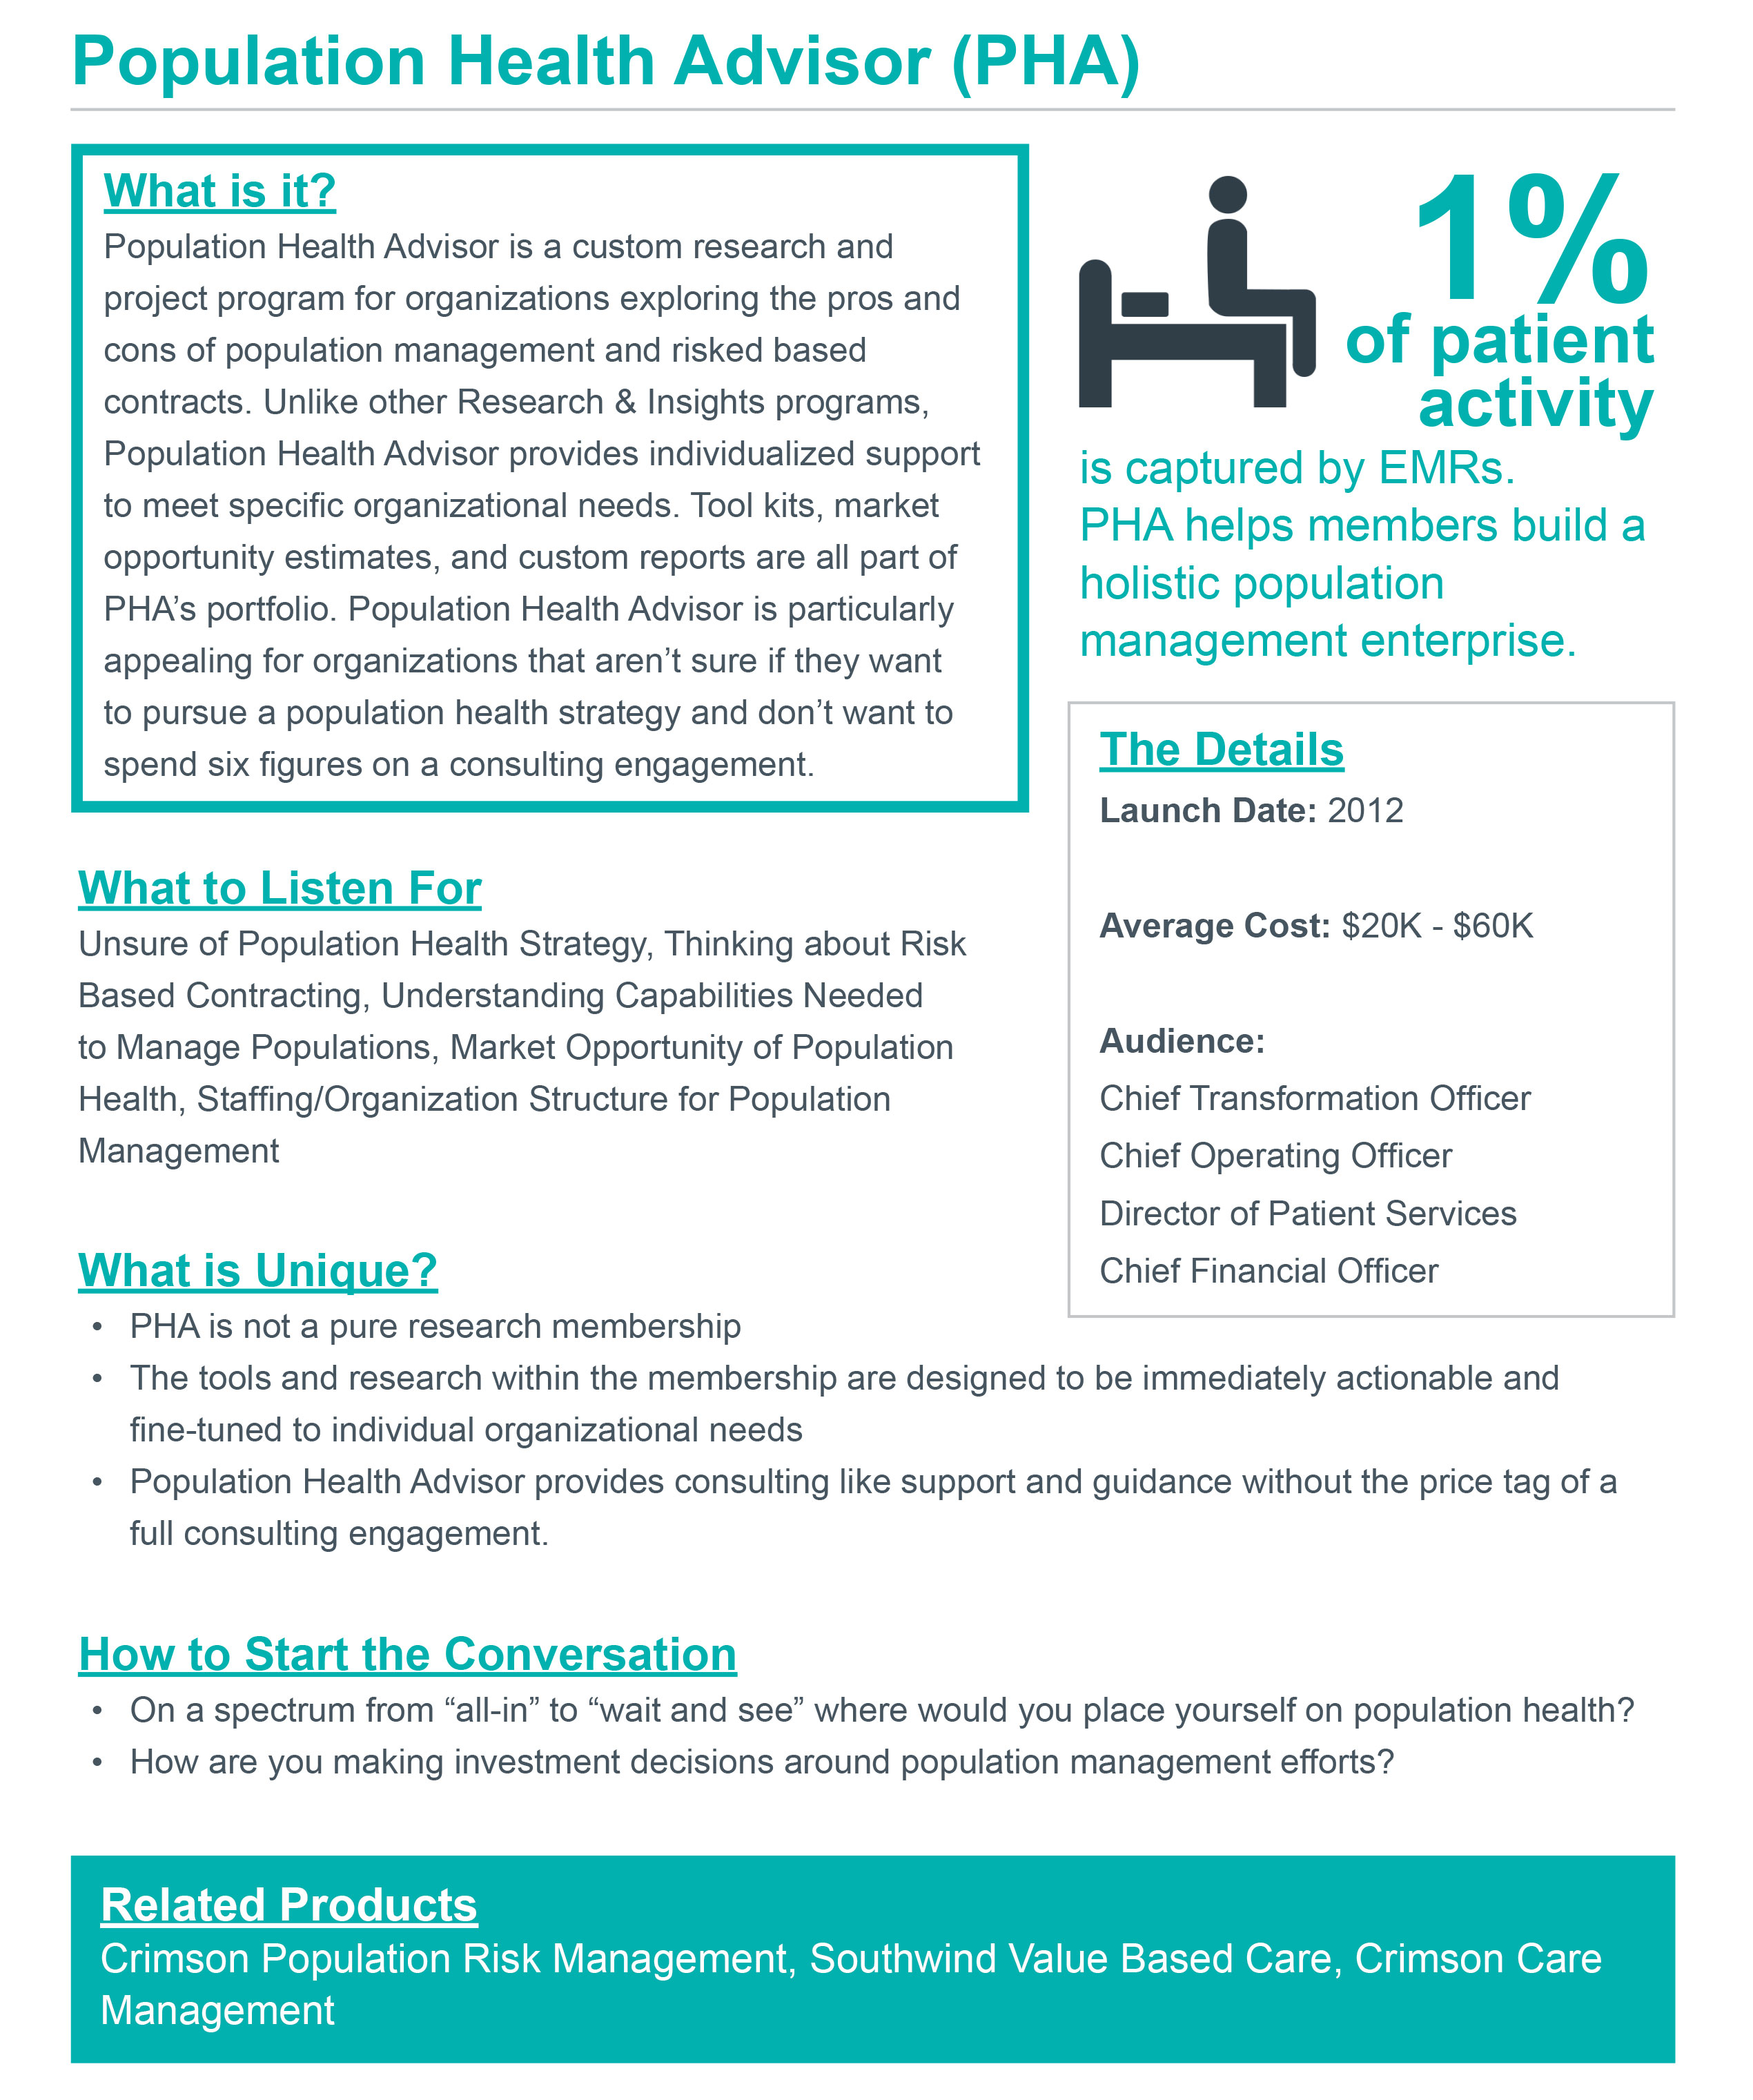 Population Health Advisor (PHA)
What is it?
Population Health Advisor is a custom research and
project program for organizations exploring the pros and
cons of population management and risked based
contracts. Unlike other Research & Insights programs,
Population Health Advisor provides individualized support
to meet specific organizational needs. Tool kits, market
opportunity estimates, and custom reports are all part of
PHA’s portfolio. Population Health Advisor is particularly
appealing for organizations that aren’t sure if they want
to pursue a population health strategy and don’t want to
spend six figures on a consulting engagement.
1%
of patient
activity
is captured by EMRs.
PHA helps members build a
holistic population
management enterprise.
The Details
Launch Date: 2012
Average Cost: $20K - $60K
Audience:
Chief Transformation Officer
Chief Operating Officer
Director of Patient Services
Chief Financial Officer
What to Listen For
Unsure of Population Health Strategy, Thinking about Risk
Based Contracting, Understanding Capabilities Needed
to Manage Populations, Market Opportunity of Population
Health, Staffing/Organization Structure for Population
Management
What is Unique?
• PHA is not a pure research membership
• The tools and research within the membership are designed to be immediately actionable and
fine-tuned to individual organizational needs
• Population Health Advisor provides consulting like support and guidance without the price tag of a
full consulting engagement.
How to Start the Conversation
• On a spectrum from “all-in” to “wait and see” where would you place yourself on population health?
• How are you making investment decisions around population management efforts?
Related Products
Crimson Population Risk Management, Southwind Value Based Care, Crimson Care
Management